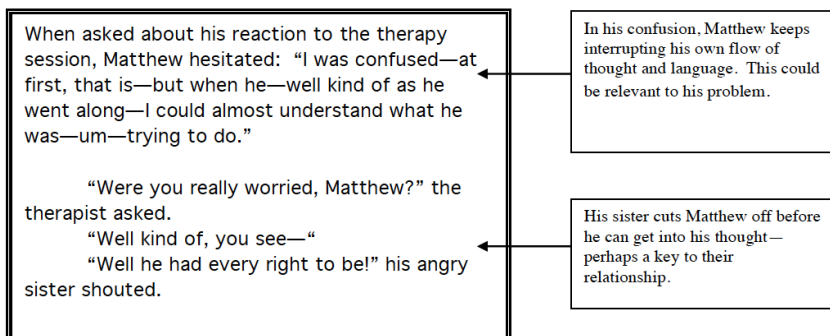 When asked about his reaction to the therapy
session, Matthew hesitated:  “I was confused—at
first, that is—but when he—well kind of as he
went along—I could almost understand what he
was—um—trying to do.”
“Were you really worried, Matthew?” the
therapist asked.
“Well kind of, you see—“
“Well he had every right to be!” his angry
sister shouted.
In his confusion, Matthew keeps
interrupting his own flow of
thought and language.  This could
be relevant to his problem.
His sister cuts Matthew off before
he can get into his thought—
perhaps a key to their
relationship.